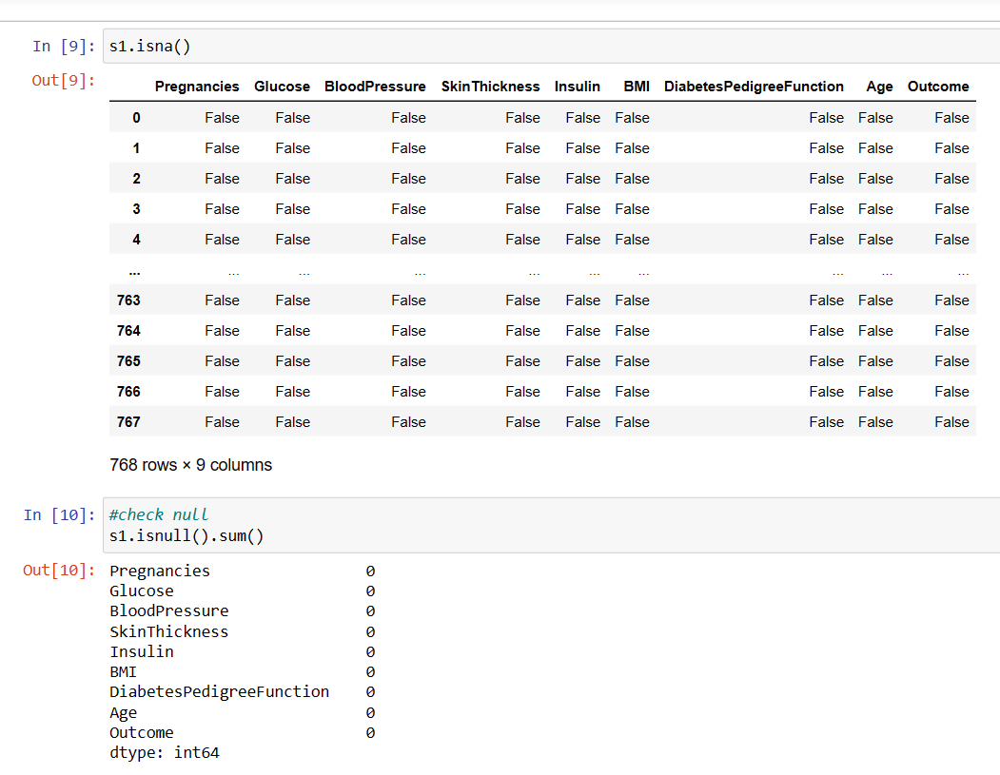 In [9]: s1.isna()
Out[9]:
Pregnancies Glucose BloodPressure SkinThickness Insulin BMI DiabetesPedigreeFunction Age Outcome
0 False False False False False False False False False
1 False False False False False False False False False
2 False False False False False False False False False
3 False False False False False False False False False
4 False False False False False False False False False
... ... ... ... ... ... ... ... ... ...
763 False False False False False False False False False
764 False False False False False False False False False
765 False False False False False False False False False
766 False False False False False False False False False
767 False False False False False False False False False
768 rows × 9 columns
In [10]: #check null
s1.isnull().sum()
Out[10]: Pregnancies 0
Glucose 0
BloodPressure 0
SkinThickness 0
Insulin 0
BMI 0
DiabetesPedigreeFunction 0
Age 0
Outcome 0
dtype: int64